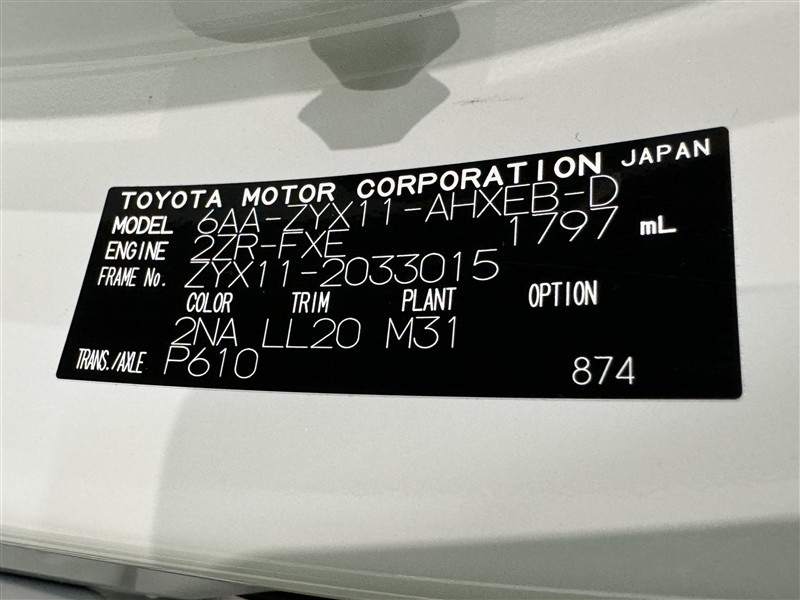 TOYOTA MOTOR CORPORATION JAPAN
MODEL 6AA-ZYX11-AHXEB-D
ENGINE 2ZR-FXE 1797 mL
FRAME No. ZYX11-2033015
COLOR TRIM PLANT OPTION
2NA LL20 M31
TRANS./AXLE P610 874